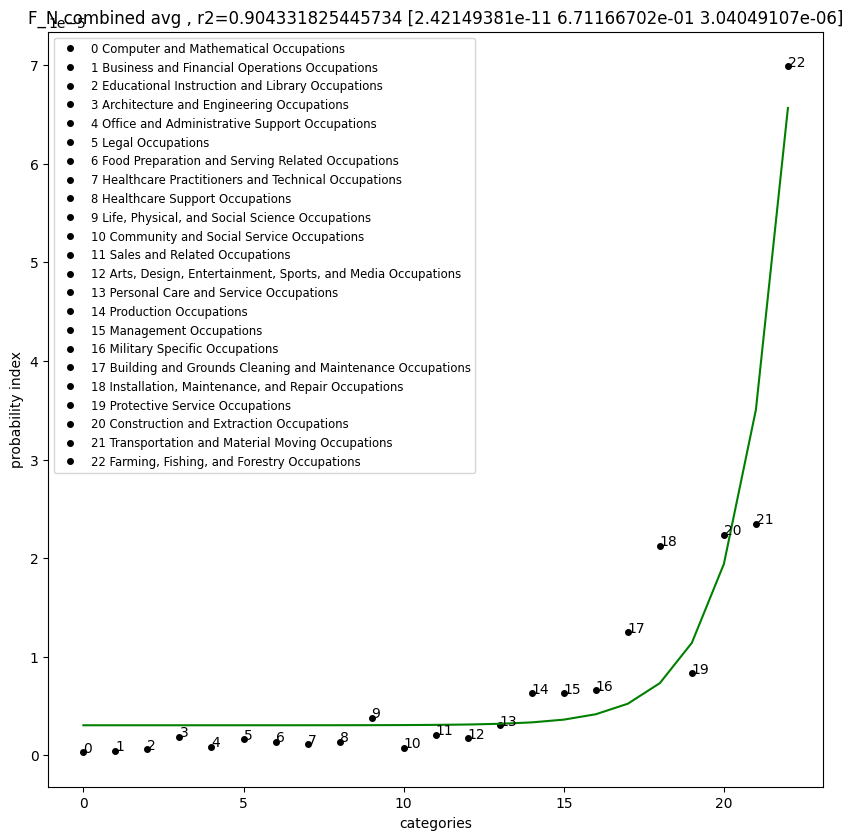 F_N combined avg , r2=0.904331825445734 [2.42149381e-11 6.71166702e-01 3.04049107e-06]
1e−5
0 Computer and Mathematical Occupations
1 Business and Financial Operations Occupations
2 Educational Instruction and Library Occupations
3 Architecture and Engineering Occupations
4 Office and Administrative Support Occupations
5 Legal Occupations
6 Food Preparation and Serving Related Occupations
7 Healthcare Practitioners and Technical Occupations
8 Healthcare Support Occupations
9 Life, Physical, and Social Science Occupations
10 Community and Social Service Occupations
11 Sales and Related Occupations
12 Arts, Design, Entertainment, Sports, and Media Occupations
13 Personal Care and Service Occupations
14 Production Occupations
15 Management Occupations
16 Military Specific Occupations
17 Building and Grounds Cleaning and Maintenance Occupations
18 Installation, Maintenance, and Repair Occupations
19 Protective Service Occupations
20 Construction and Extraction Occupations
21 Transportation and Material Moving Occupations
22 Farming, Fishing, and Forestry Occupations
probability index
7
6
5
4
3
2
1
0
0
1
2
3
4
5
6
7
8
9
10
11
12
13
14
15
16
17
18
19
20
21
22
0 5 10 15 20
categories